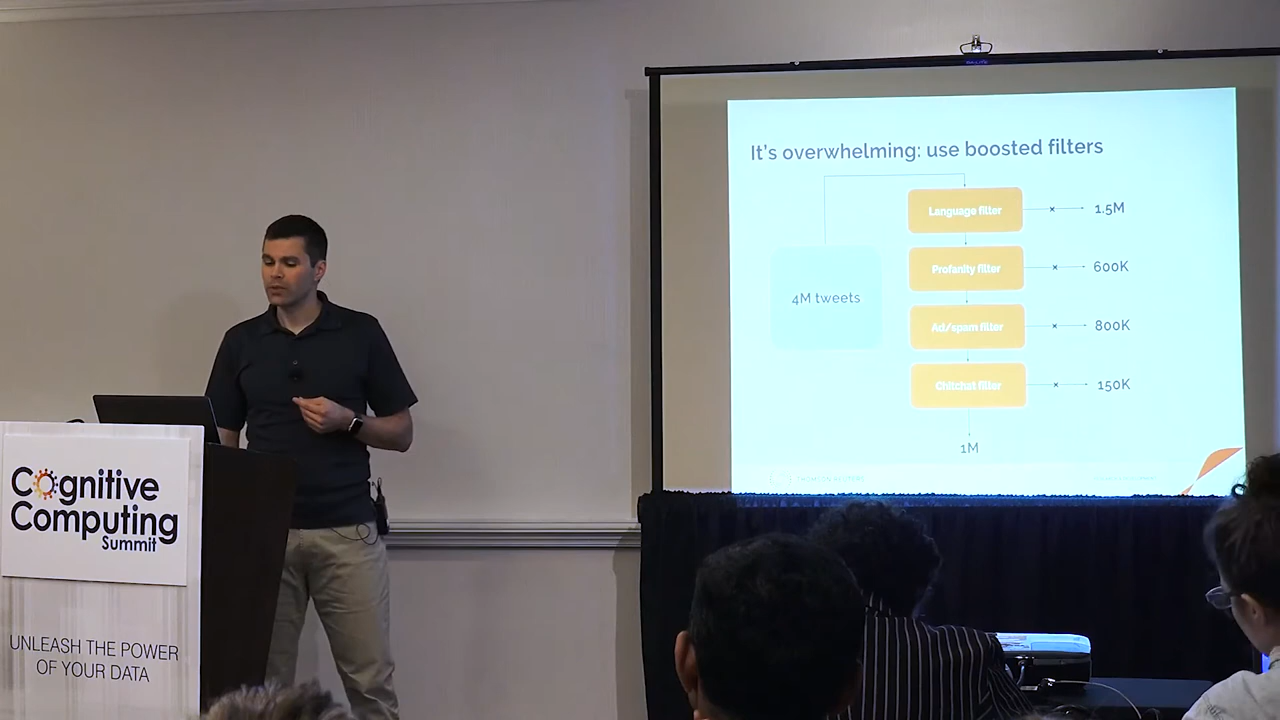 Cognitive
Computing
Summit
UNLEASH THE POWER
OF YOUR DATA
It's overwhelming: use boosted filters
4M tweets
Language filter
1.5M
Profanity filter
600K
Ad/spam filter
800K
Chitchat filter
150K
1M